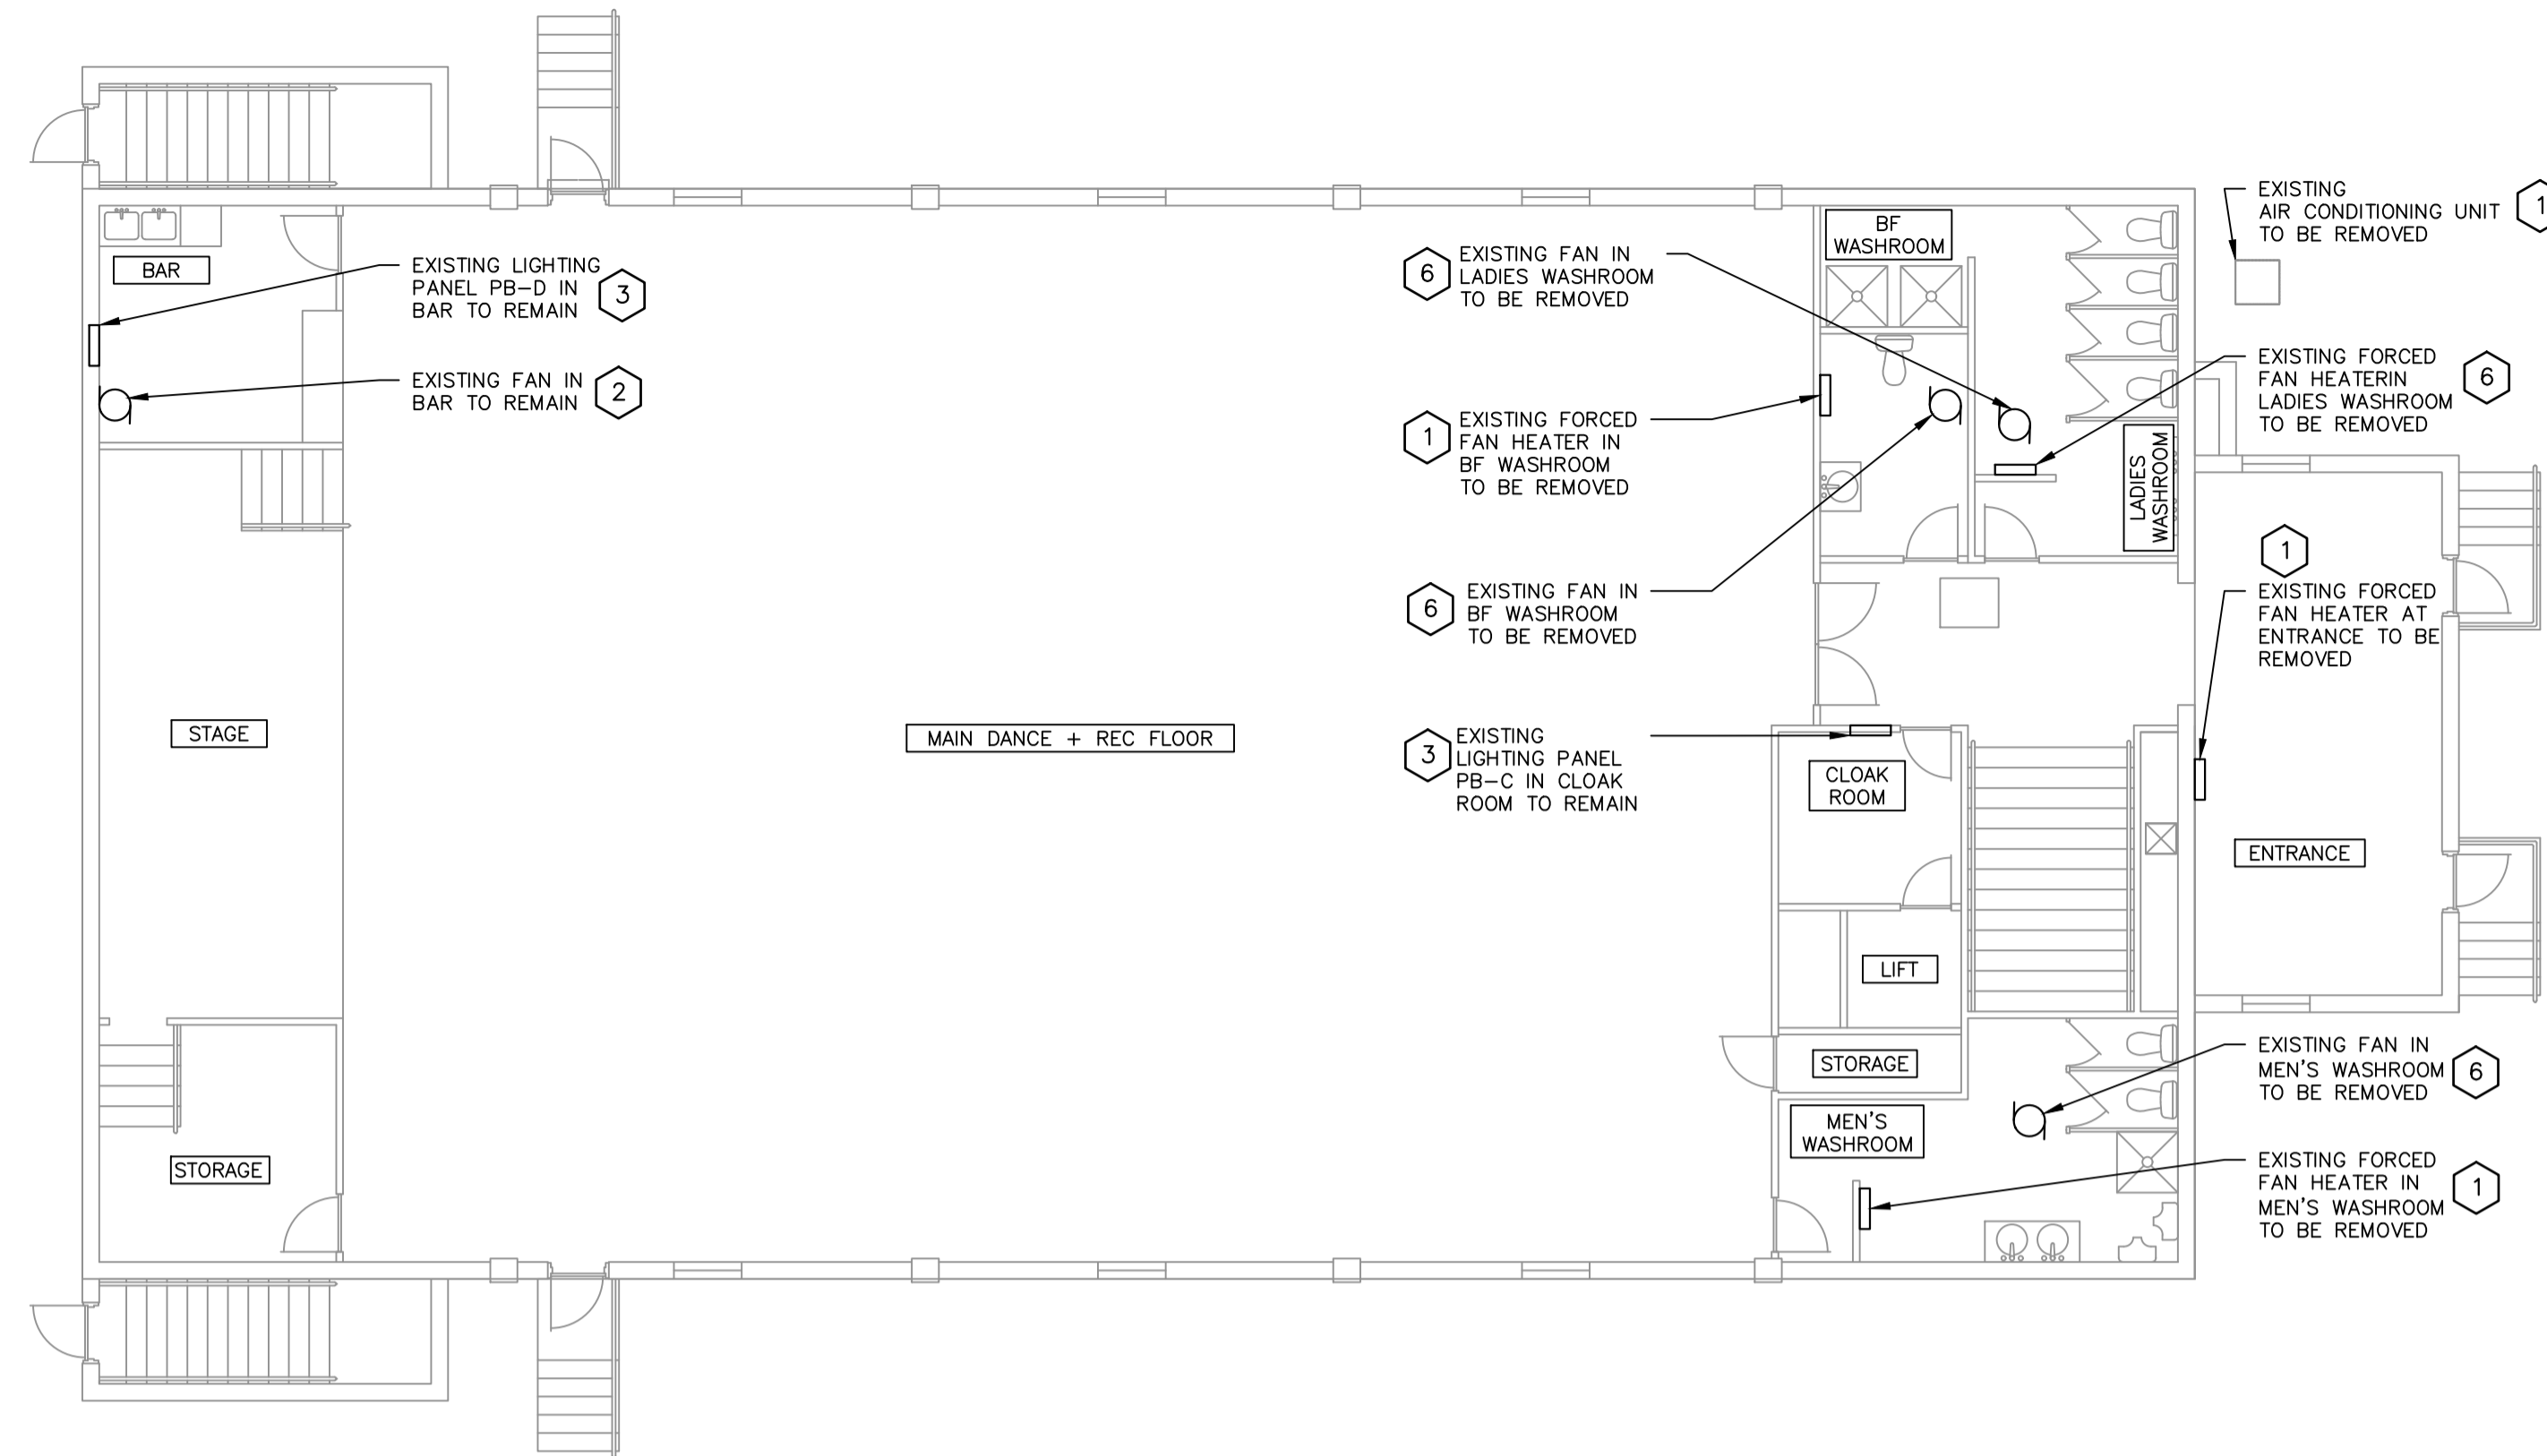 EXISTING
AIR CONDITIONING UNIT
TO BE REMOVED
1
BF
WASHROOM
BAR
EXISTING LIGHTING
PANEL PB-D IN
BAR TO REMAIN
3
EXISTING FAN IN
BAR TO REMAIN
2
6
EXISTING FAN IN
LADIES WASHROOM
TO BE REMOVED
EXISTING FORCED
FAN HEATERIN
LADIES WASHROOM
TO BE REMOVED
6
1
EXISTING FORCED
FAN HEATER IN
BF WASHROOM
TO BE REMOVED
LADIES
WASHROOM
6
EXISTING FAN IN
BF WASHROOM
TO BE REMOVED
1
EXISTING FORCED
FAN HEATER AT
ENTRANCE TO BE
REMOVED
STAGE
MAIN DANCE + REC FLOOR
3
EXISTING
LIGHTING PANEL
PB-C IN CLOAK
ROOM TO REMAIN
CLOAK
ROOM
ENTRANCE
LIFT
STORAGE
EXISTING FAN IN
MEN'S WASHROOM
TO BE REMOVED
6
MEN'S
WASHROOM
STORAGE
EXISTING FORCED
FAN HEATER IN
MEN'S WASHROOM
TO BE REMOVED
1